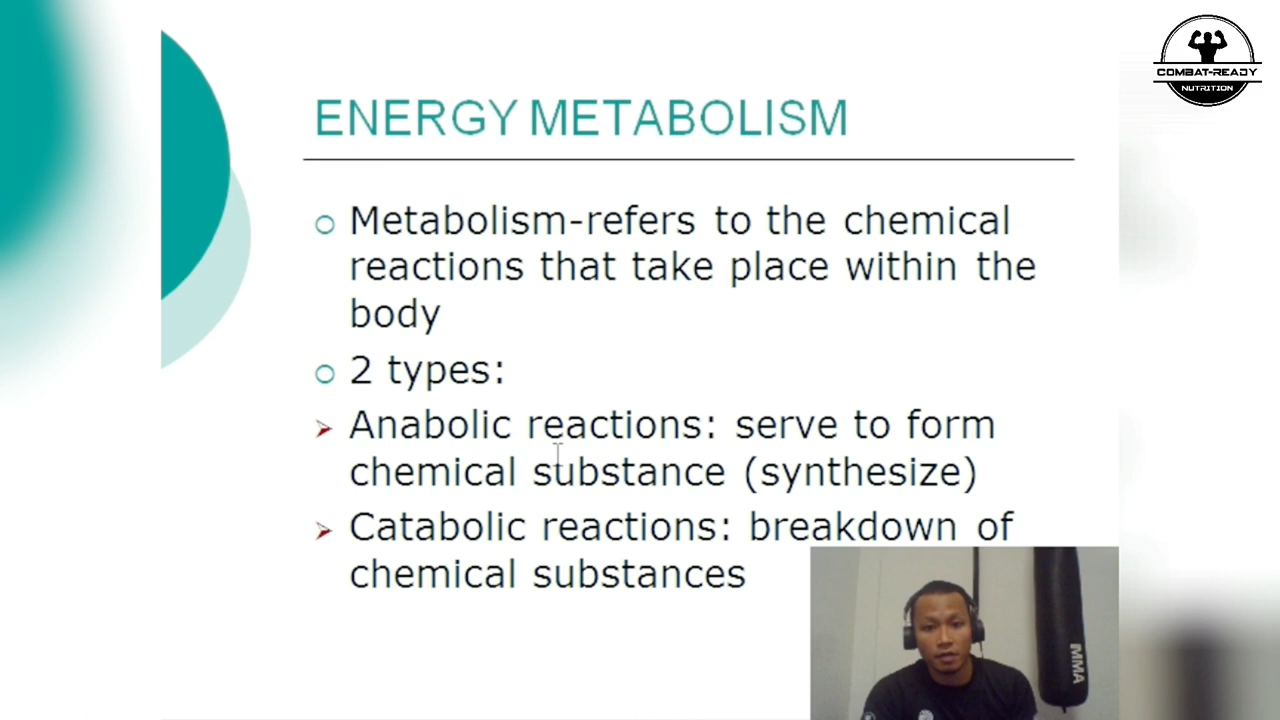 COMBAT-READY
NUTRITION
ENERGY METABOLISM
Metabolism-refers to the chemical
reactions that take place within the
body
2 types:
Anabolic reactions: serve to form
chemical substance (synthesize)
Catabolic reactions: breakdown of
chemical substances
MMA